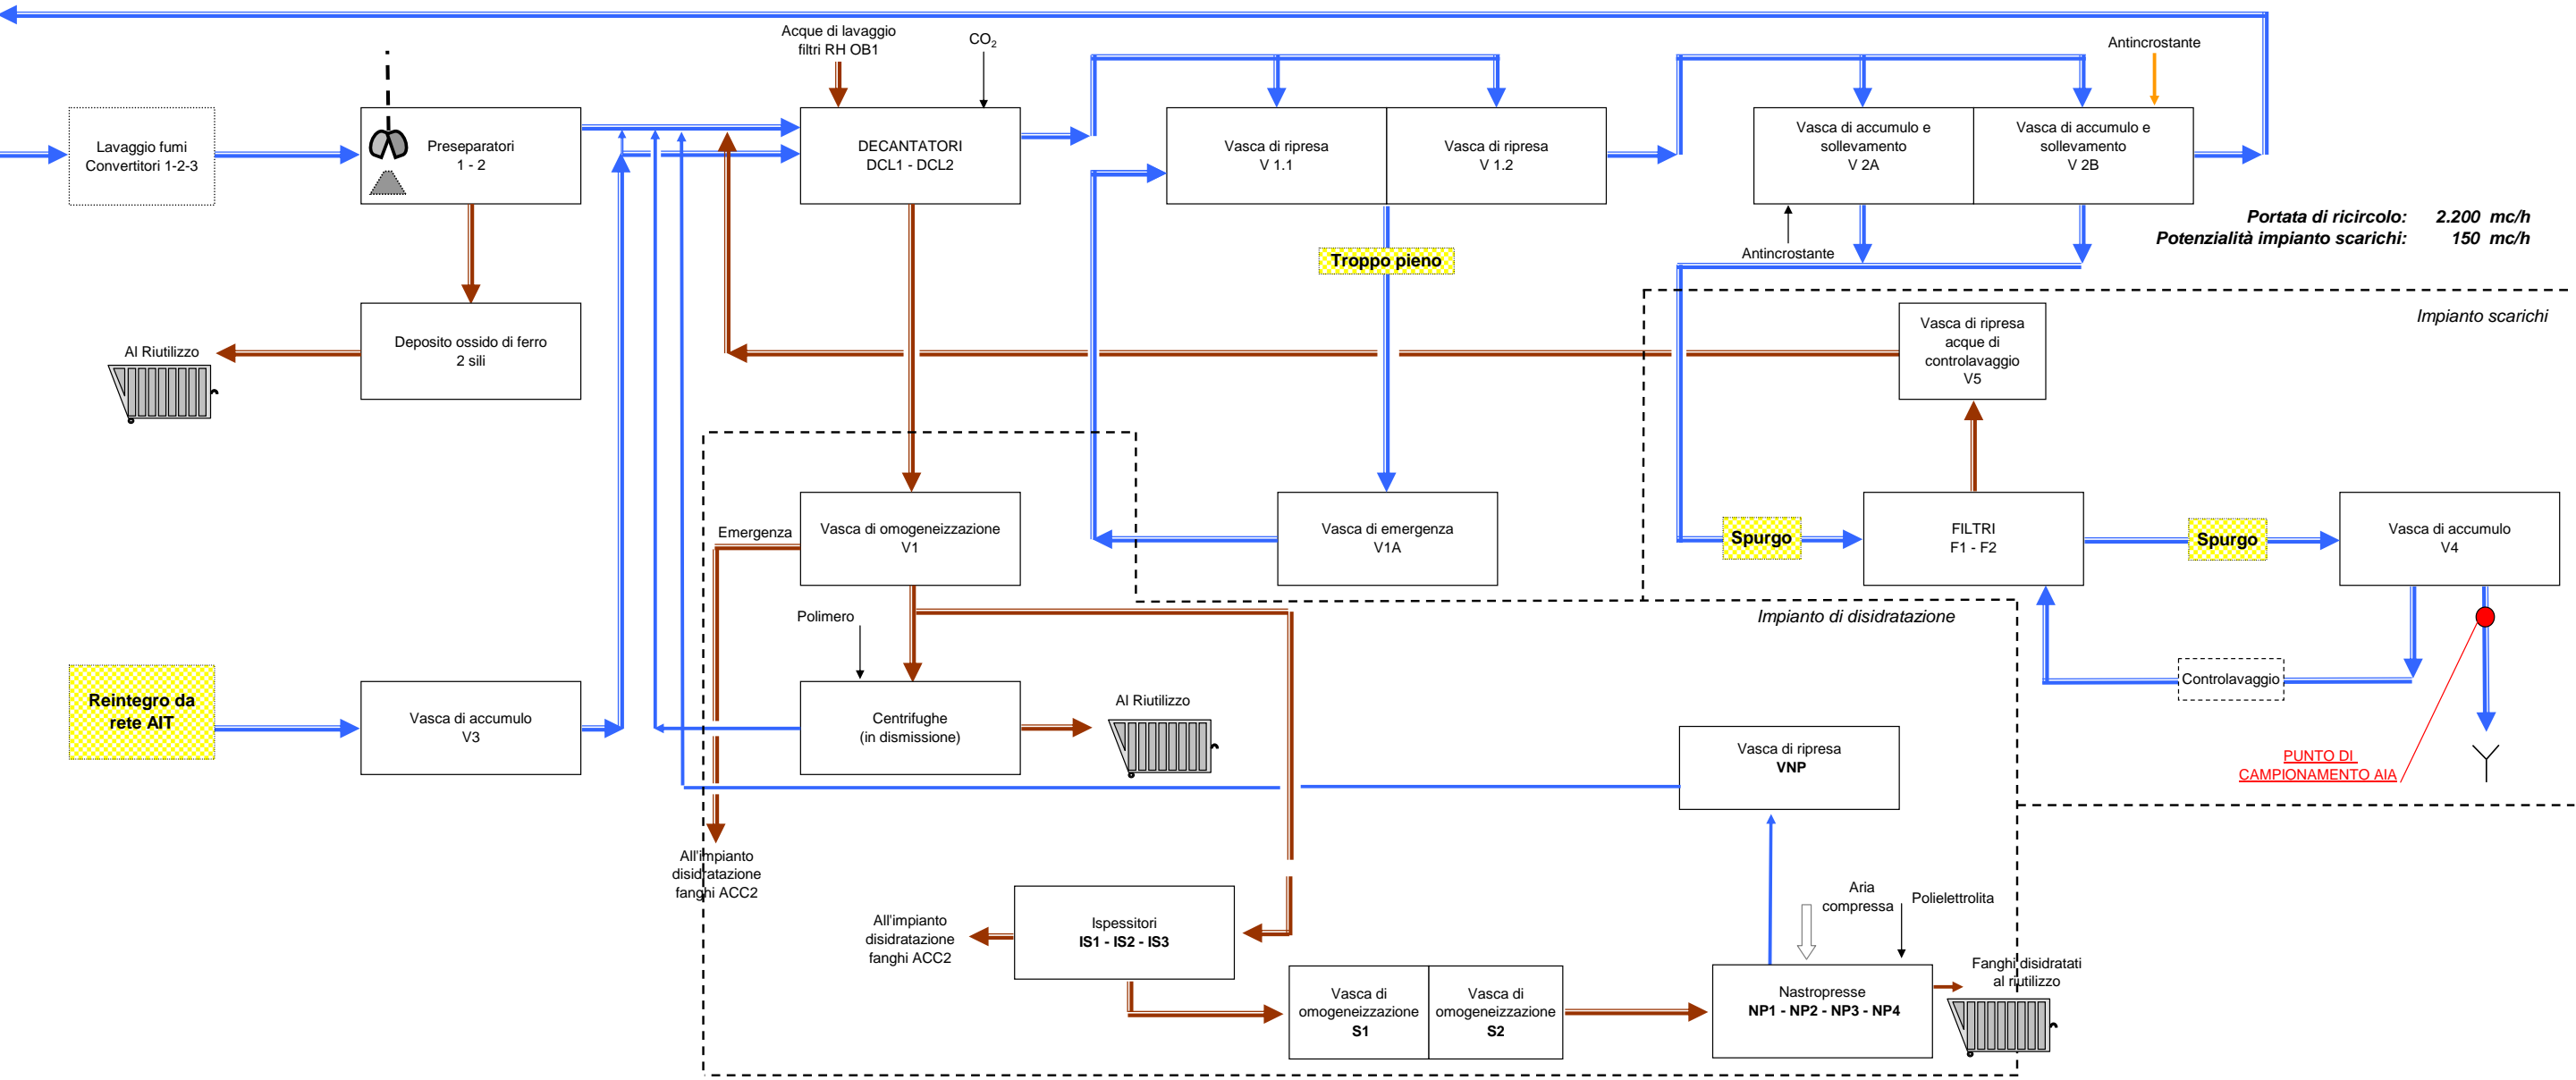 Acque di lavaggio
filtri RH OB1
CO₂
Antincrostante
Lavaggio fumi
Convertitori 1-2-3
Preseparatori
1 - 2
DECANTATORI
DCL1 - DCL2
Vasca di ripresa
V 1.1
Vasca di ripresa
V 1.2
Vasca di accumulo e
sollevamento
V 2A
Vasca di accumulo e
sollevamento
V 2B
Portata di ricircolo: 2.200 mc/h
Potenzialità impianto scarichi: 150 mc/h
Antincrostante
Troppo pieno
Impianto scarichi
Al Riutilizzo
Deposito ossido di ferro
2 sili
Vasca di ripresa
acque di
controlavaggio
V5
Emergenza
Vasca di omogeneizzazione
V1
Vasca di emergenza
V1A
Spurgo
FILTRI
F1 - F2
Spurgo
Vasca di accumulo
V4
Polimero
Impianto di disidratazione
Reintegro da
rete AIT
Vasca di accumulo
V3
Centrifughe
(in dismissione)
Al Riutilizzo
Controlavaggio
Vasca di ripresa
VNP
PUNTO DI
CAMPIONAMENTO AIA
All'impianto
disidratazione
fanghi ACC2
All'impianto
disidratazione
fanghi ACC2
Ispessitori
IS1 - IS2 - IS3
Aria
compressa
Polielettrolita
Vasca di
omogeneizzazione
S1
Vasca di
omogeneizzazione
S2
Nastropresse
NP1 - NP2 - NP3 - NP4
Fanghi disidratati
al riutilizzo